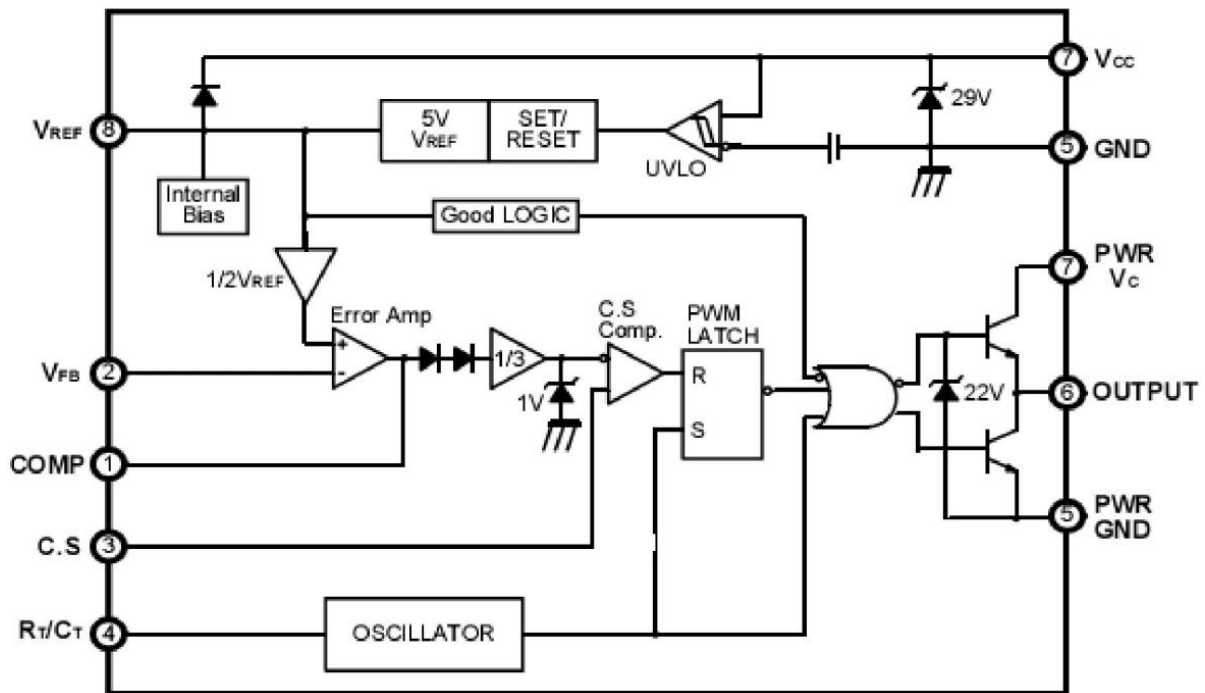 7 Vcc
29V
8 VREF
5V
VREF
SET/
RESET
UVLO
5 GND
Internal
Bias
Good LOGIC
1/2VREF
PWR
7 Vc
Error Amp
+
-
1/3
1V
C.S
Comp.
PWM
LATCH
R
S
22V
VFB 2
6 OUTPUT
COMP 1
5 PWR
GND
C.S 3
RT/CT 4
OSCILLATOR